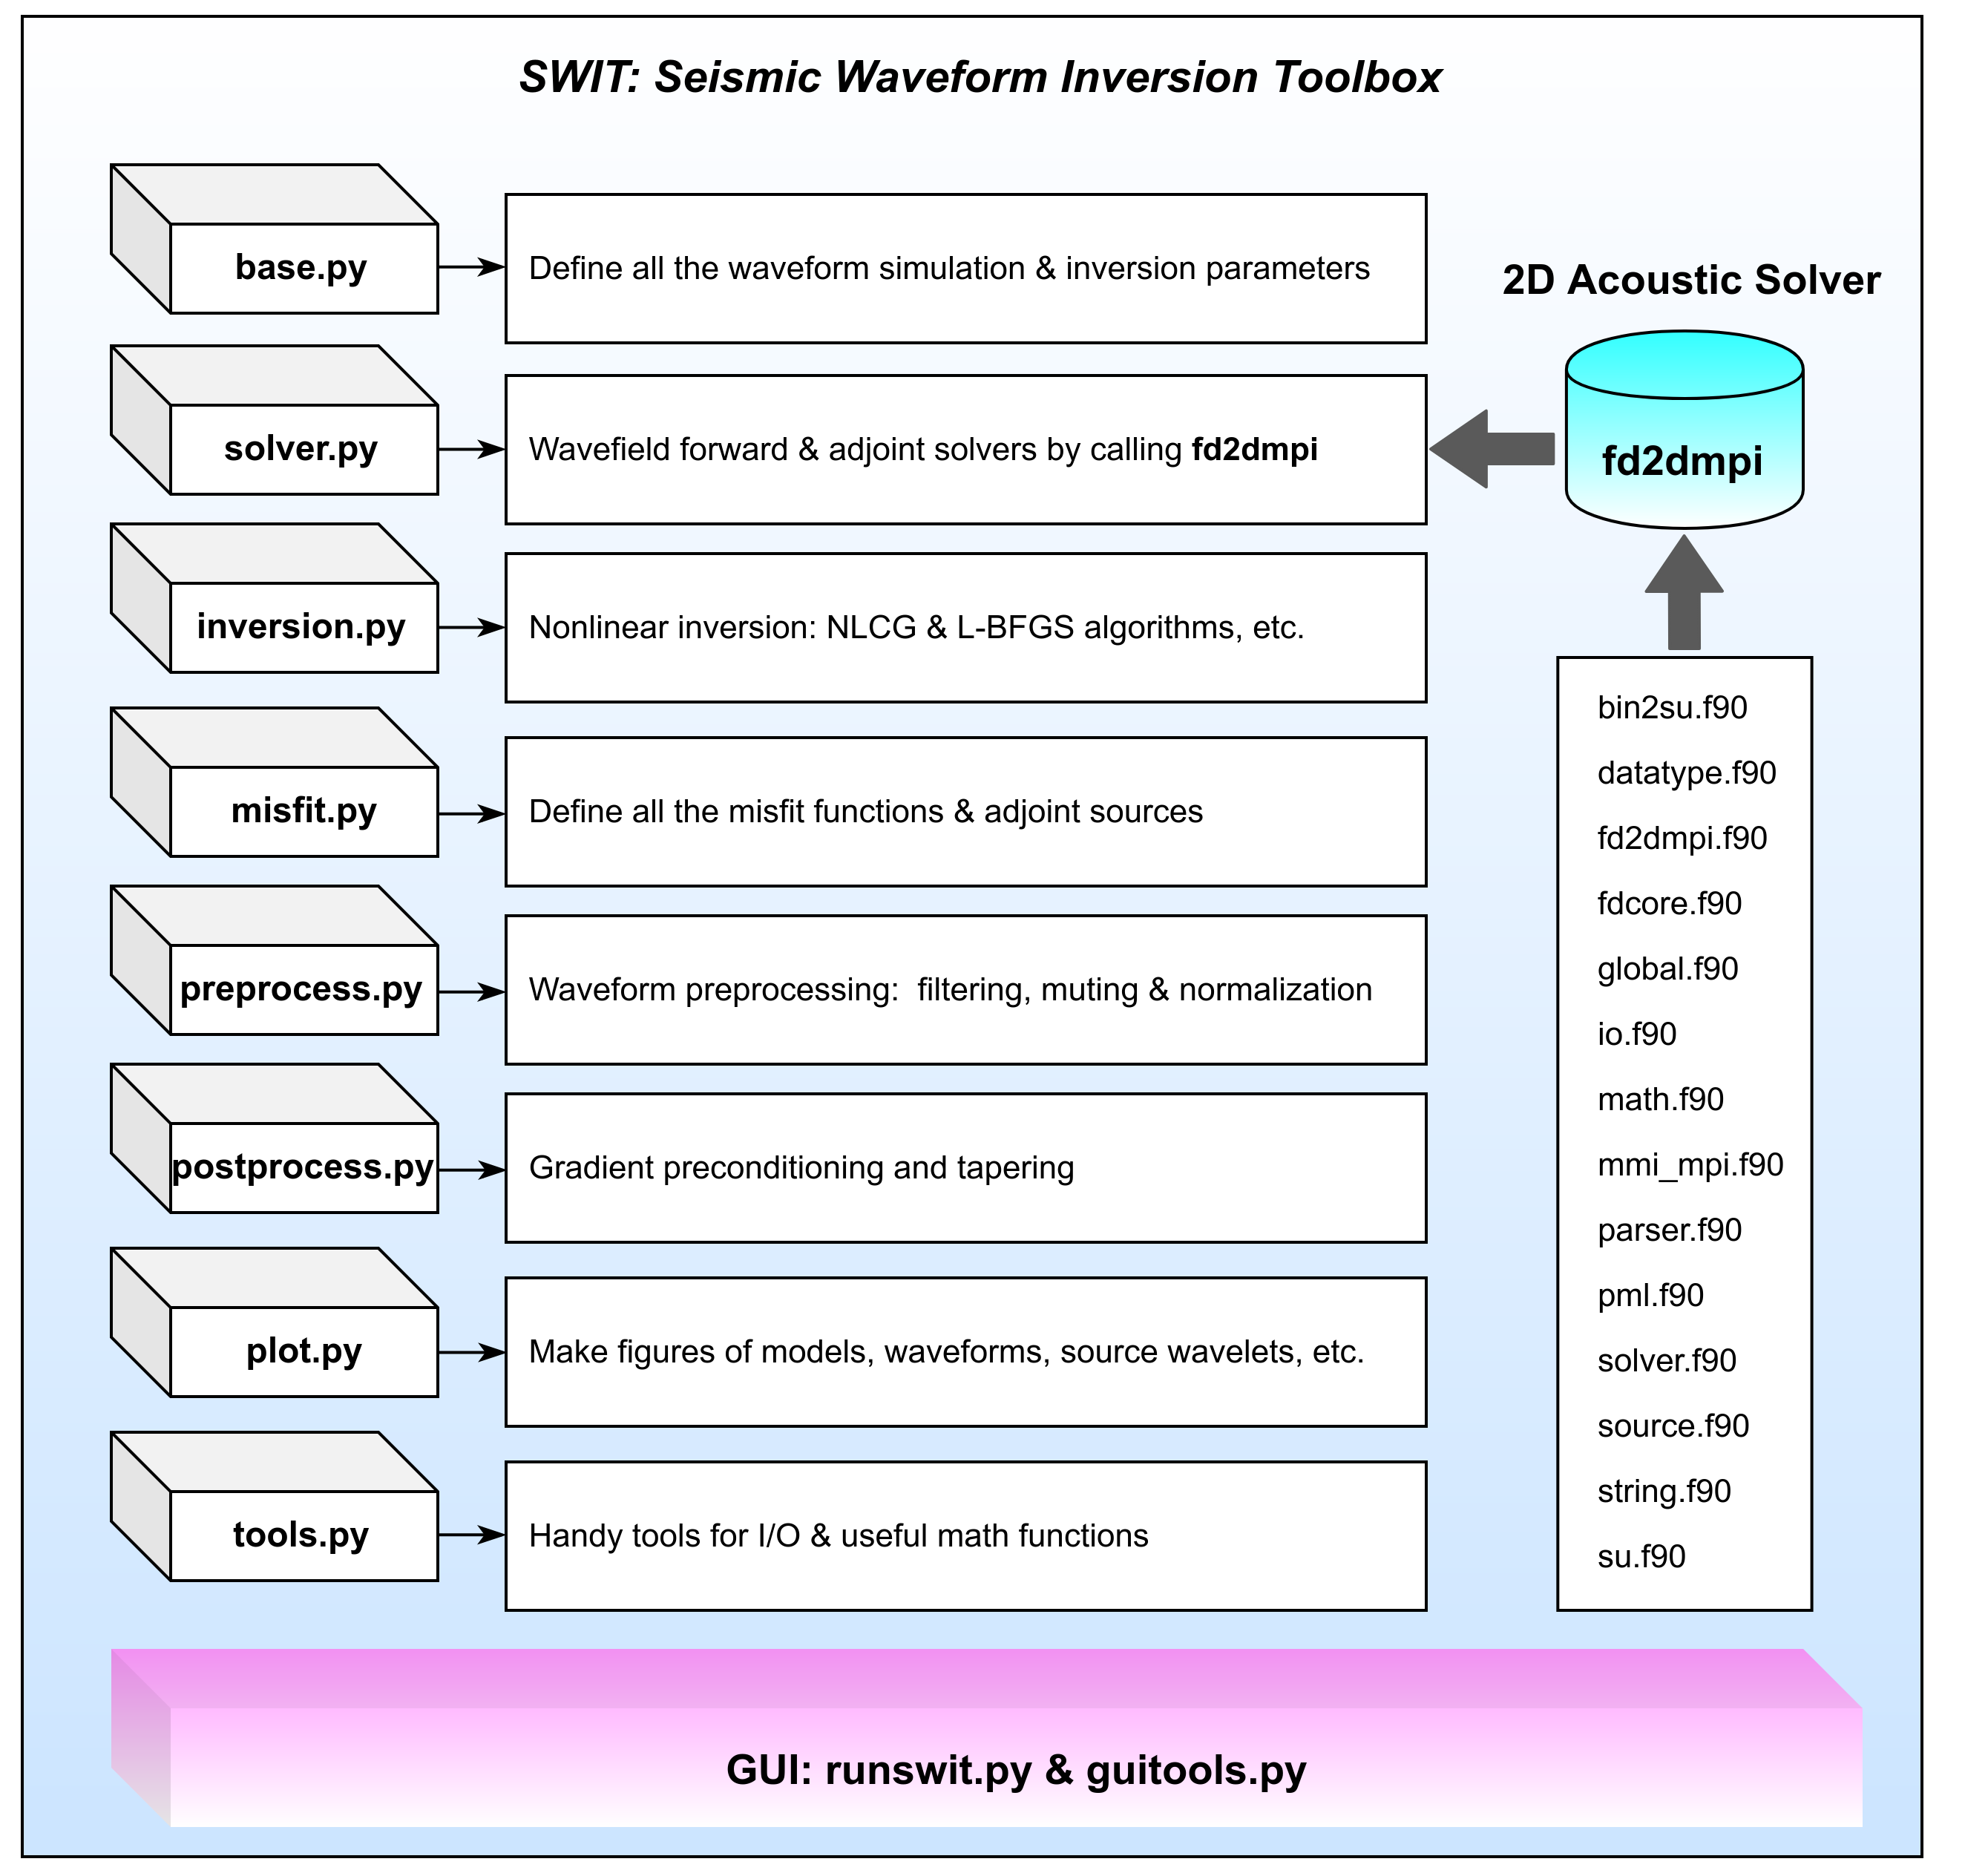 SWIT: Seismic Waveform Inversion Toolbox
base.py
Define all the waveform simulation & inversion parameters
solver.py
Wavefield forward & adjoint solvers by calling fd2dmpi
inversion.py
Nonlinear inversion: NLCG & L-BFGS algorithms, etc.
misfit.py
Define all the misfit functions & adjoint sources
preprocess.py
Waveform preprocessing:  filtering, muting & normalization
postprocess.py
Gradient preconditioning and tapering
plot.py
Make figures of models, waveforms, source wavelets, etc.
tools.py
Handy tools for I/O & useful math functions
2D Acoustic Solver
fd2dmpi
bin2su.f90
datatype.f90
fd2dmpi.f90
fdcore.f90
global.f90
io.f90
math.f90
mmi_mpi.f90
parser.f90
pml.f90
solver.f90
source.f90
string.f90
su.f90
GUI: runswit.py & guitools.py